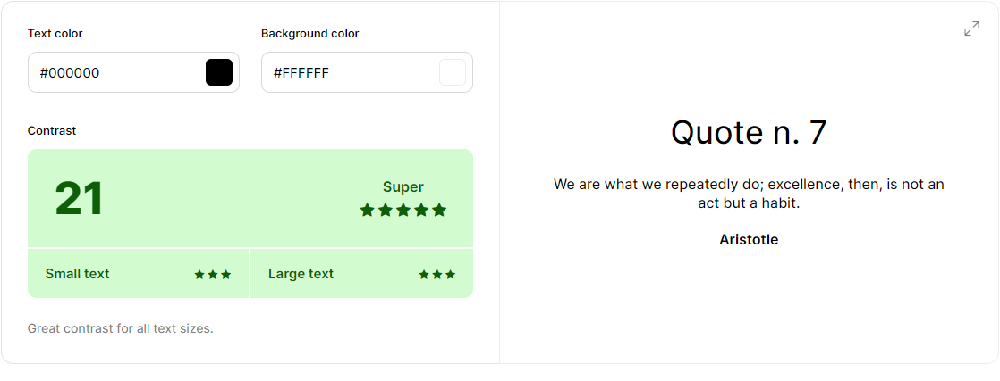 Text color
#000000
Background color
#FFFFFF
Contrast
21
Super
Small text
Large text
Great contrast for all text sizes.
Quote n. 7
We are what we repeatedly do; excellence, then, is not an
act but a habit.
Aristotle